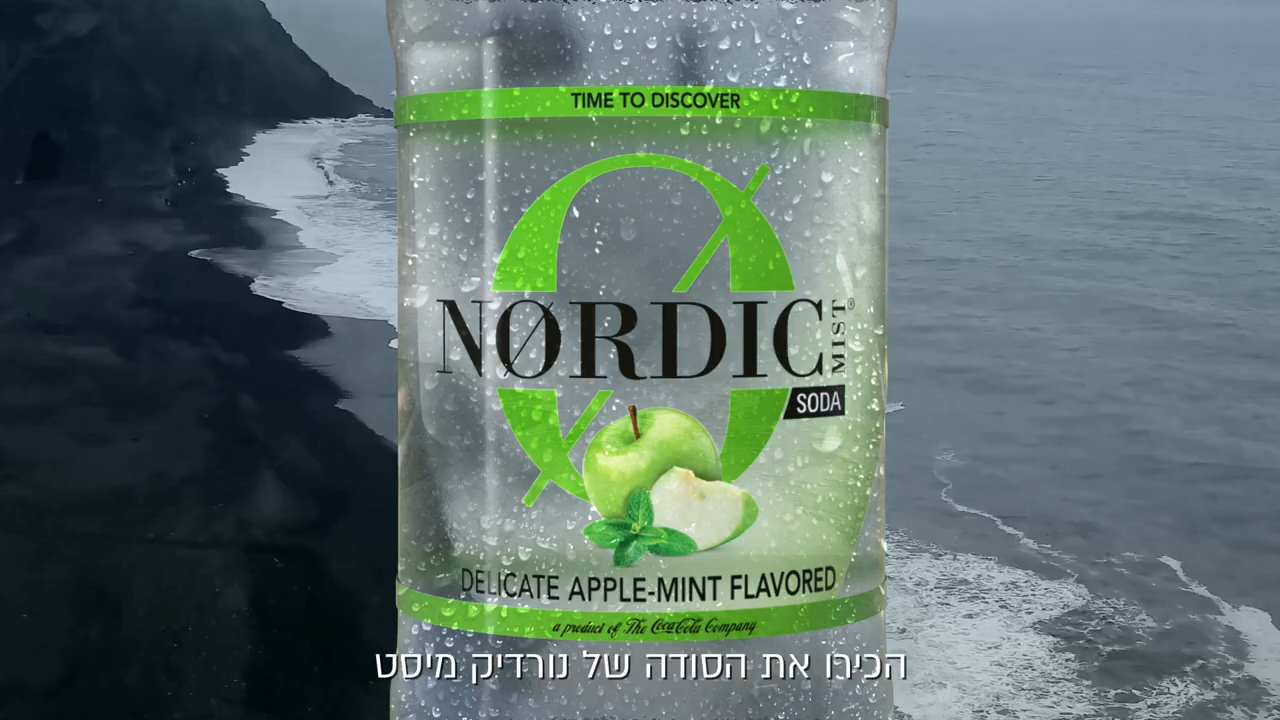 TIME TO DISCOVER
NØRDIC
MIST®
SODA
DELICATE APPLE-MINT FLAVORED
a product of The Coca-Cola Company
הכירו את הסודה של נורדיק מיסט